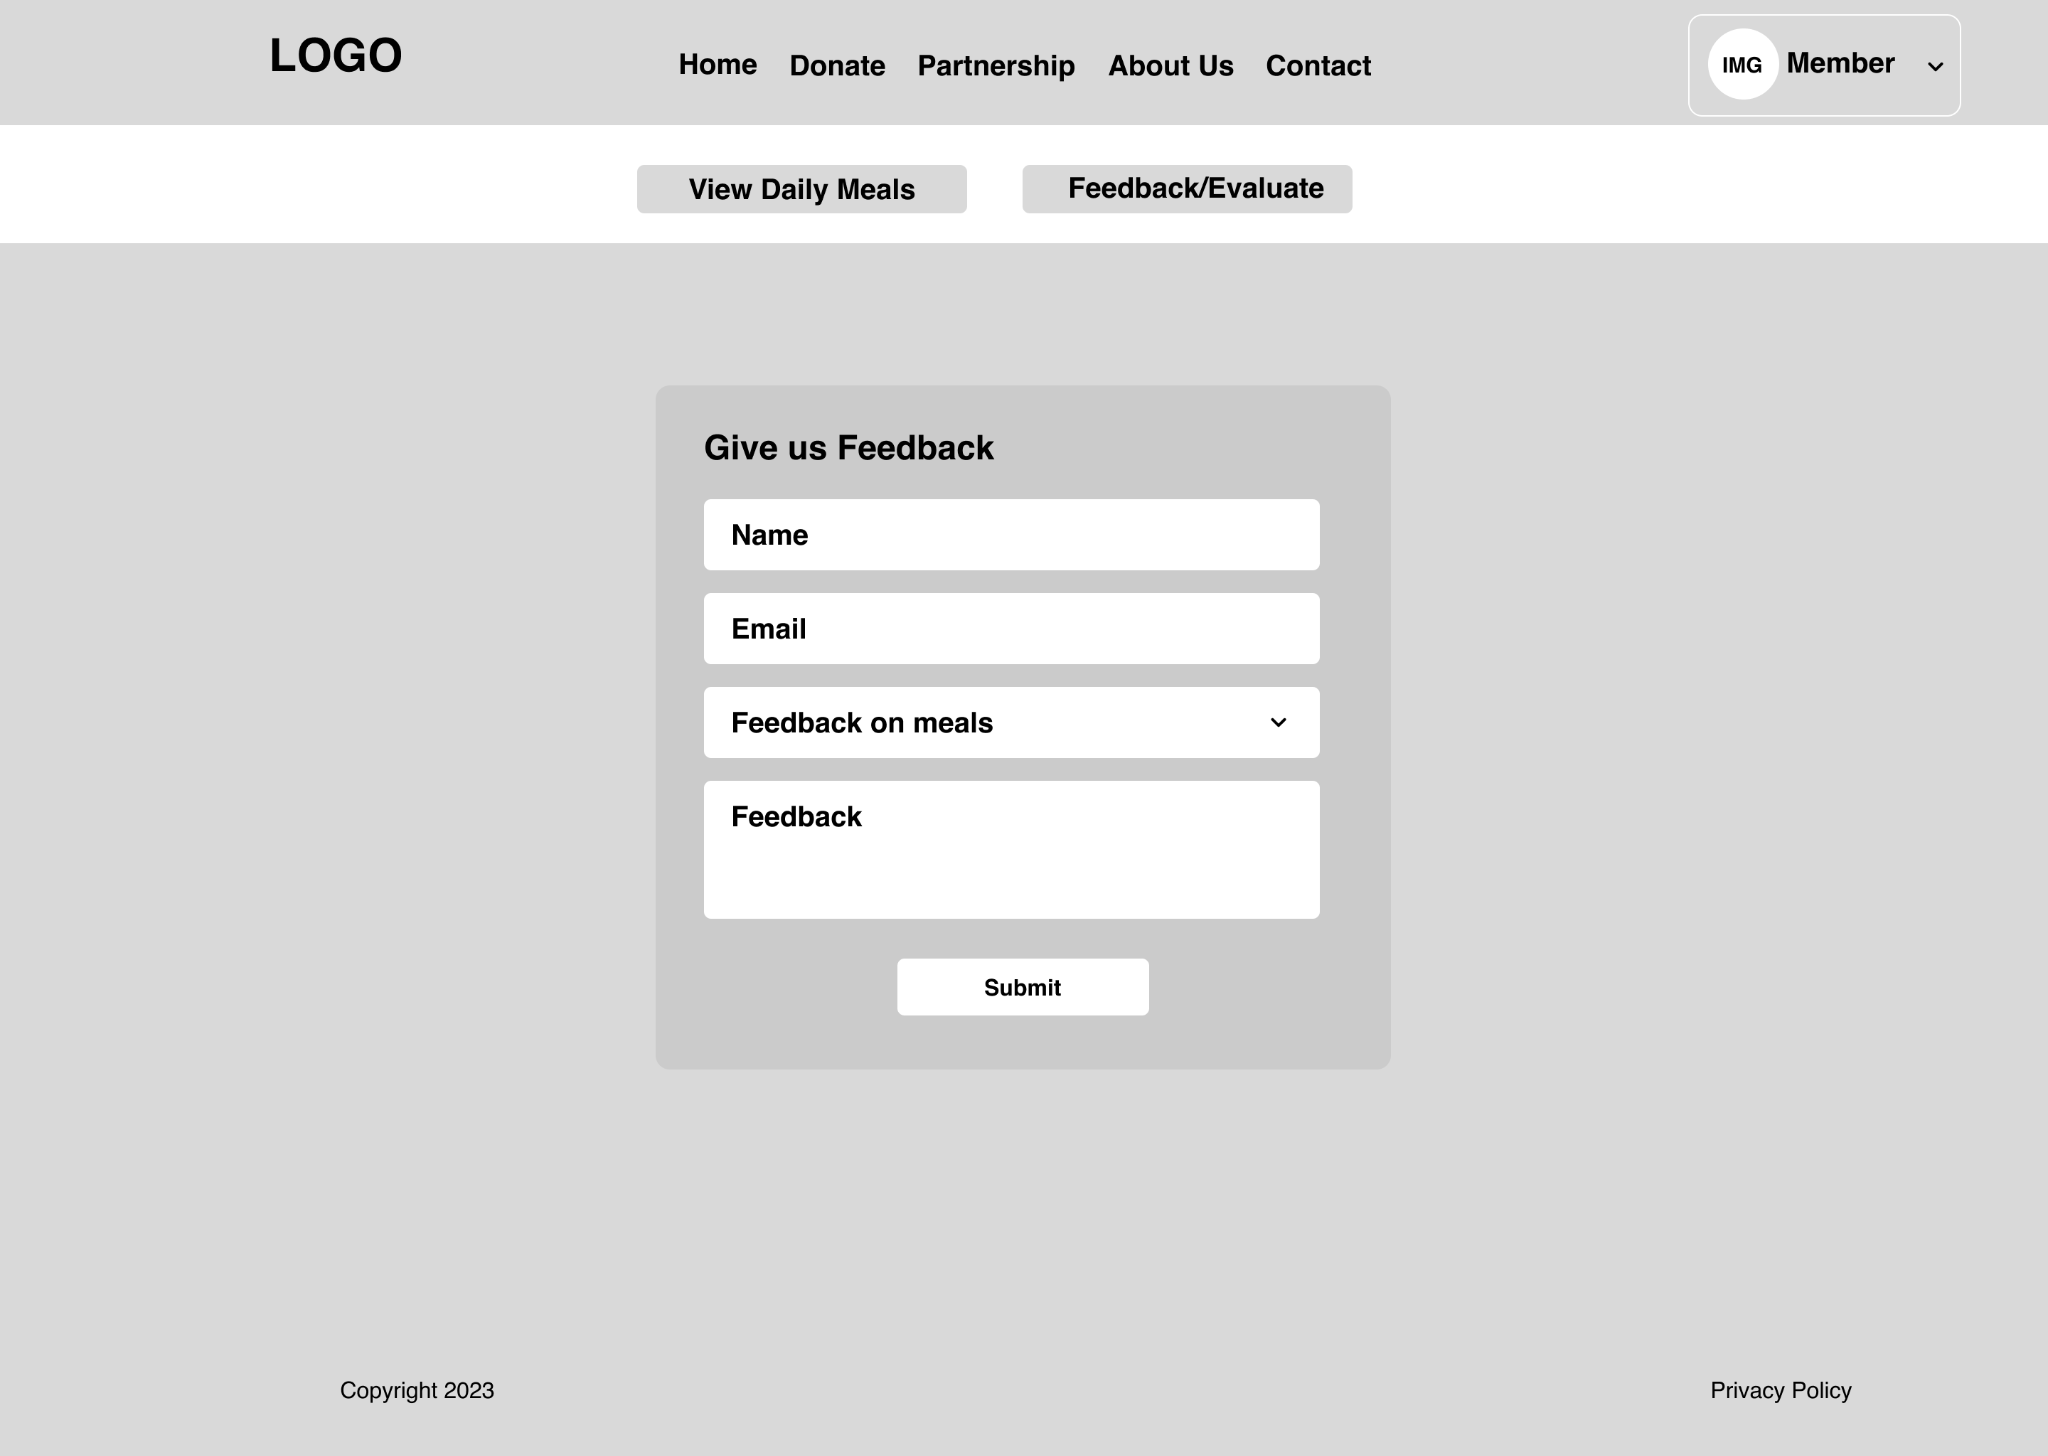 LOGO
Home Donate Partnership About Us Contact
IMG Member
View Daily Meals
Feedback/Evaluate
Give us Feedback
Name
Email
Feedback on meals
Feedback
Submit
Copyright 2023
Privacy Policy